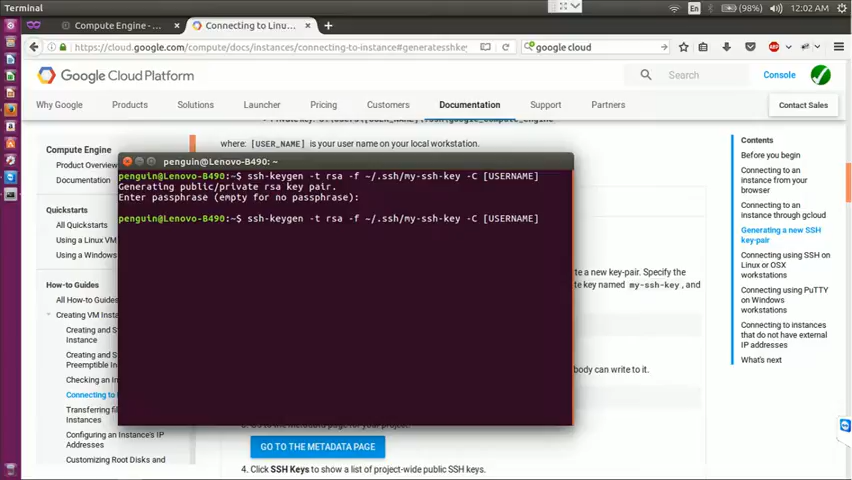 Terminal
En
(98%)
12:02 AM
Compute Engine - ...
Connecting to Linu...
https://cloud.google.com/compute/docs/instances/connecting-to-instance#generatesshke
google cloud
ABP
Google Cloud Platform
Search
Console
Why Google
Products
Solutions
Launcher
Pricing
Customers
Documentation
Support
Partners
Contact Sales
where: [USER_NAME] is your user name on your local workstation.
Compute Engine
Product Overview
Documentation
Quickstarts
All Quickstarts
Using a Linux VM
Using a Windows
How-to Guides
All How-to Guides
Creating VM Insta
Creating and S
Instance
Creating and S
Preemptible In
Checking an In
Connecting to
Transferring fil
Instances
Configuring an Instance's IP
Addresses
Customizing Root Disks and
penguin@Lenovo-B490: ~
penguin@Lenovo-B490:~$ ssh-keygen -t rsa -f ~/.ssh/my-ssh-key -C [USERNAME]
Generating public/private rsa key pair.
Enter passphrase (empty for no passphrase):
penguin@Lenovo-B490:~$ ssh-keygen -t rsa -f ~/.ssh/my-ssh-key -C [USERNAME]
te a new key-pair. Specify the
te key named my-ssh-key, and
body can write to it.
GO TO THE METADATA PAGE
4. Click SSH Keys to show a list of project-wide public SSH keys.
Contents
Before you begin
Connecting to an
instance from your
browser
Connecting to an
instance through gcloud
Generating a new SSH
key-pair
Connecting using SSH on
Linux or OSX
workstations
Connecting using PuTTY
on Windows
workstations
Connecting to instances
that do not have external
IP addresses
What's next